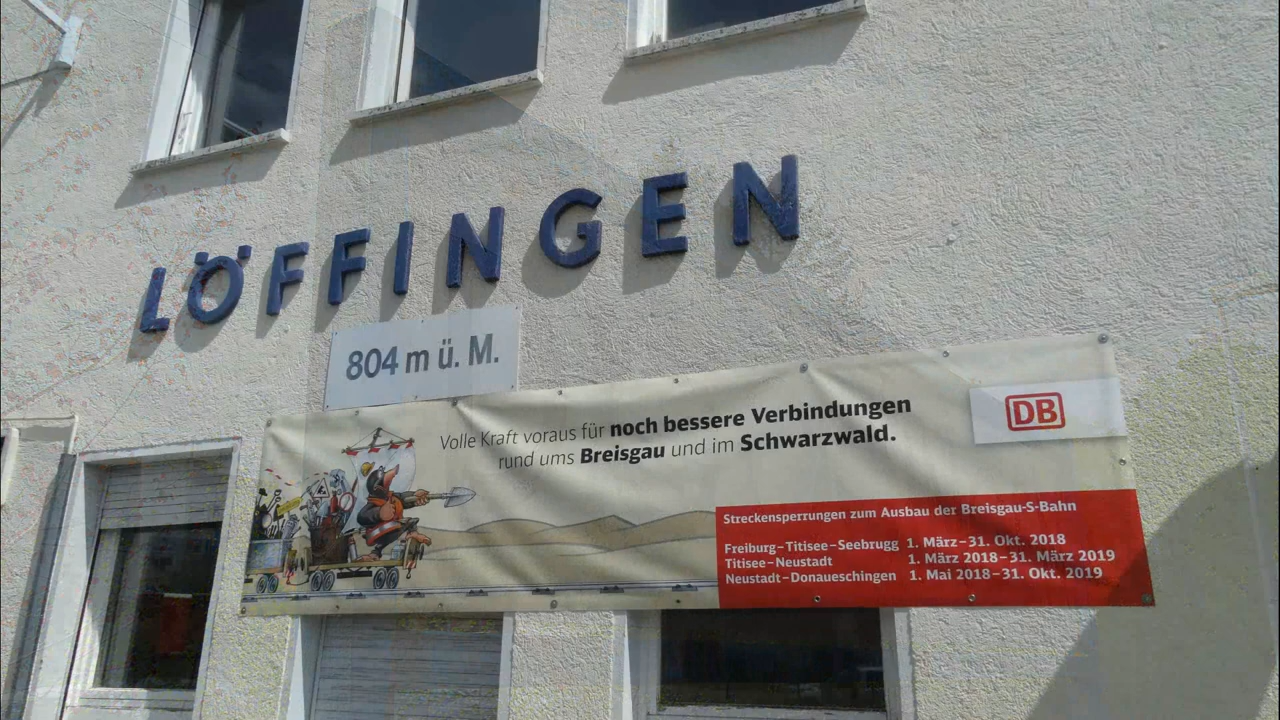 LÖFFINGEN
804 m ü. M.
Volle Kraft voraus für noch bessere Verbindungen
rund ums Breisgau und im Schwarzwald.
DB
Streckensperrungen zum Ausbau der Breisgau-S-Bahn
Freiburg–Titisee–Seebrugg 1. März–31. Okt. 2018
Titisee–Neustadt 1. März 2018–31. März 2019
Neustadt–Donaueschingen 1. Mai 2018–31. Okt. 2019